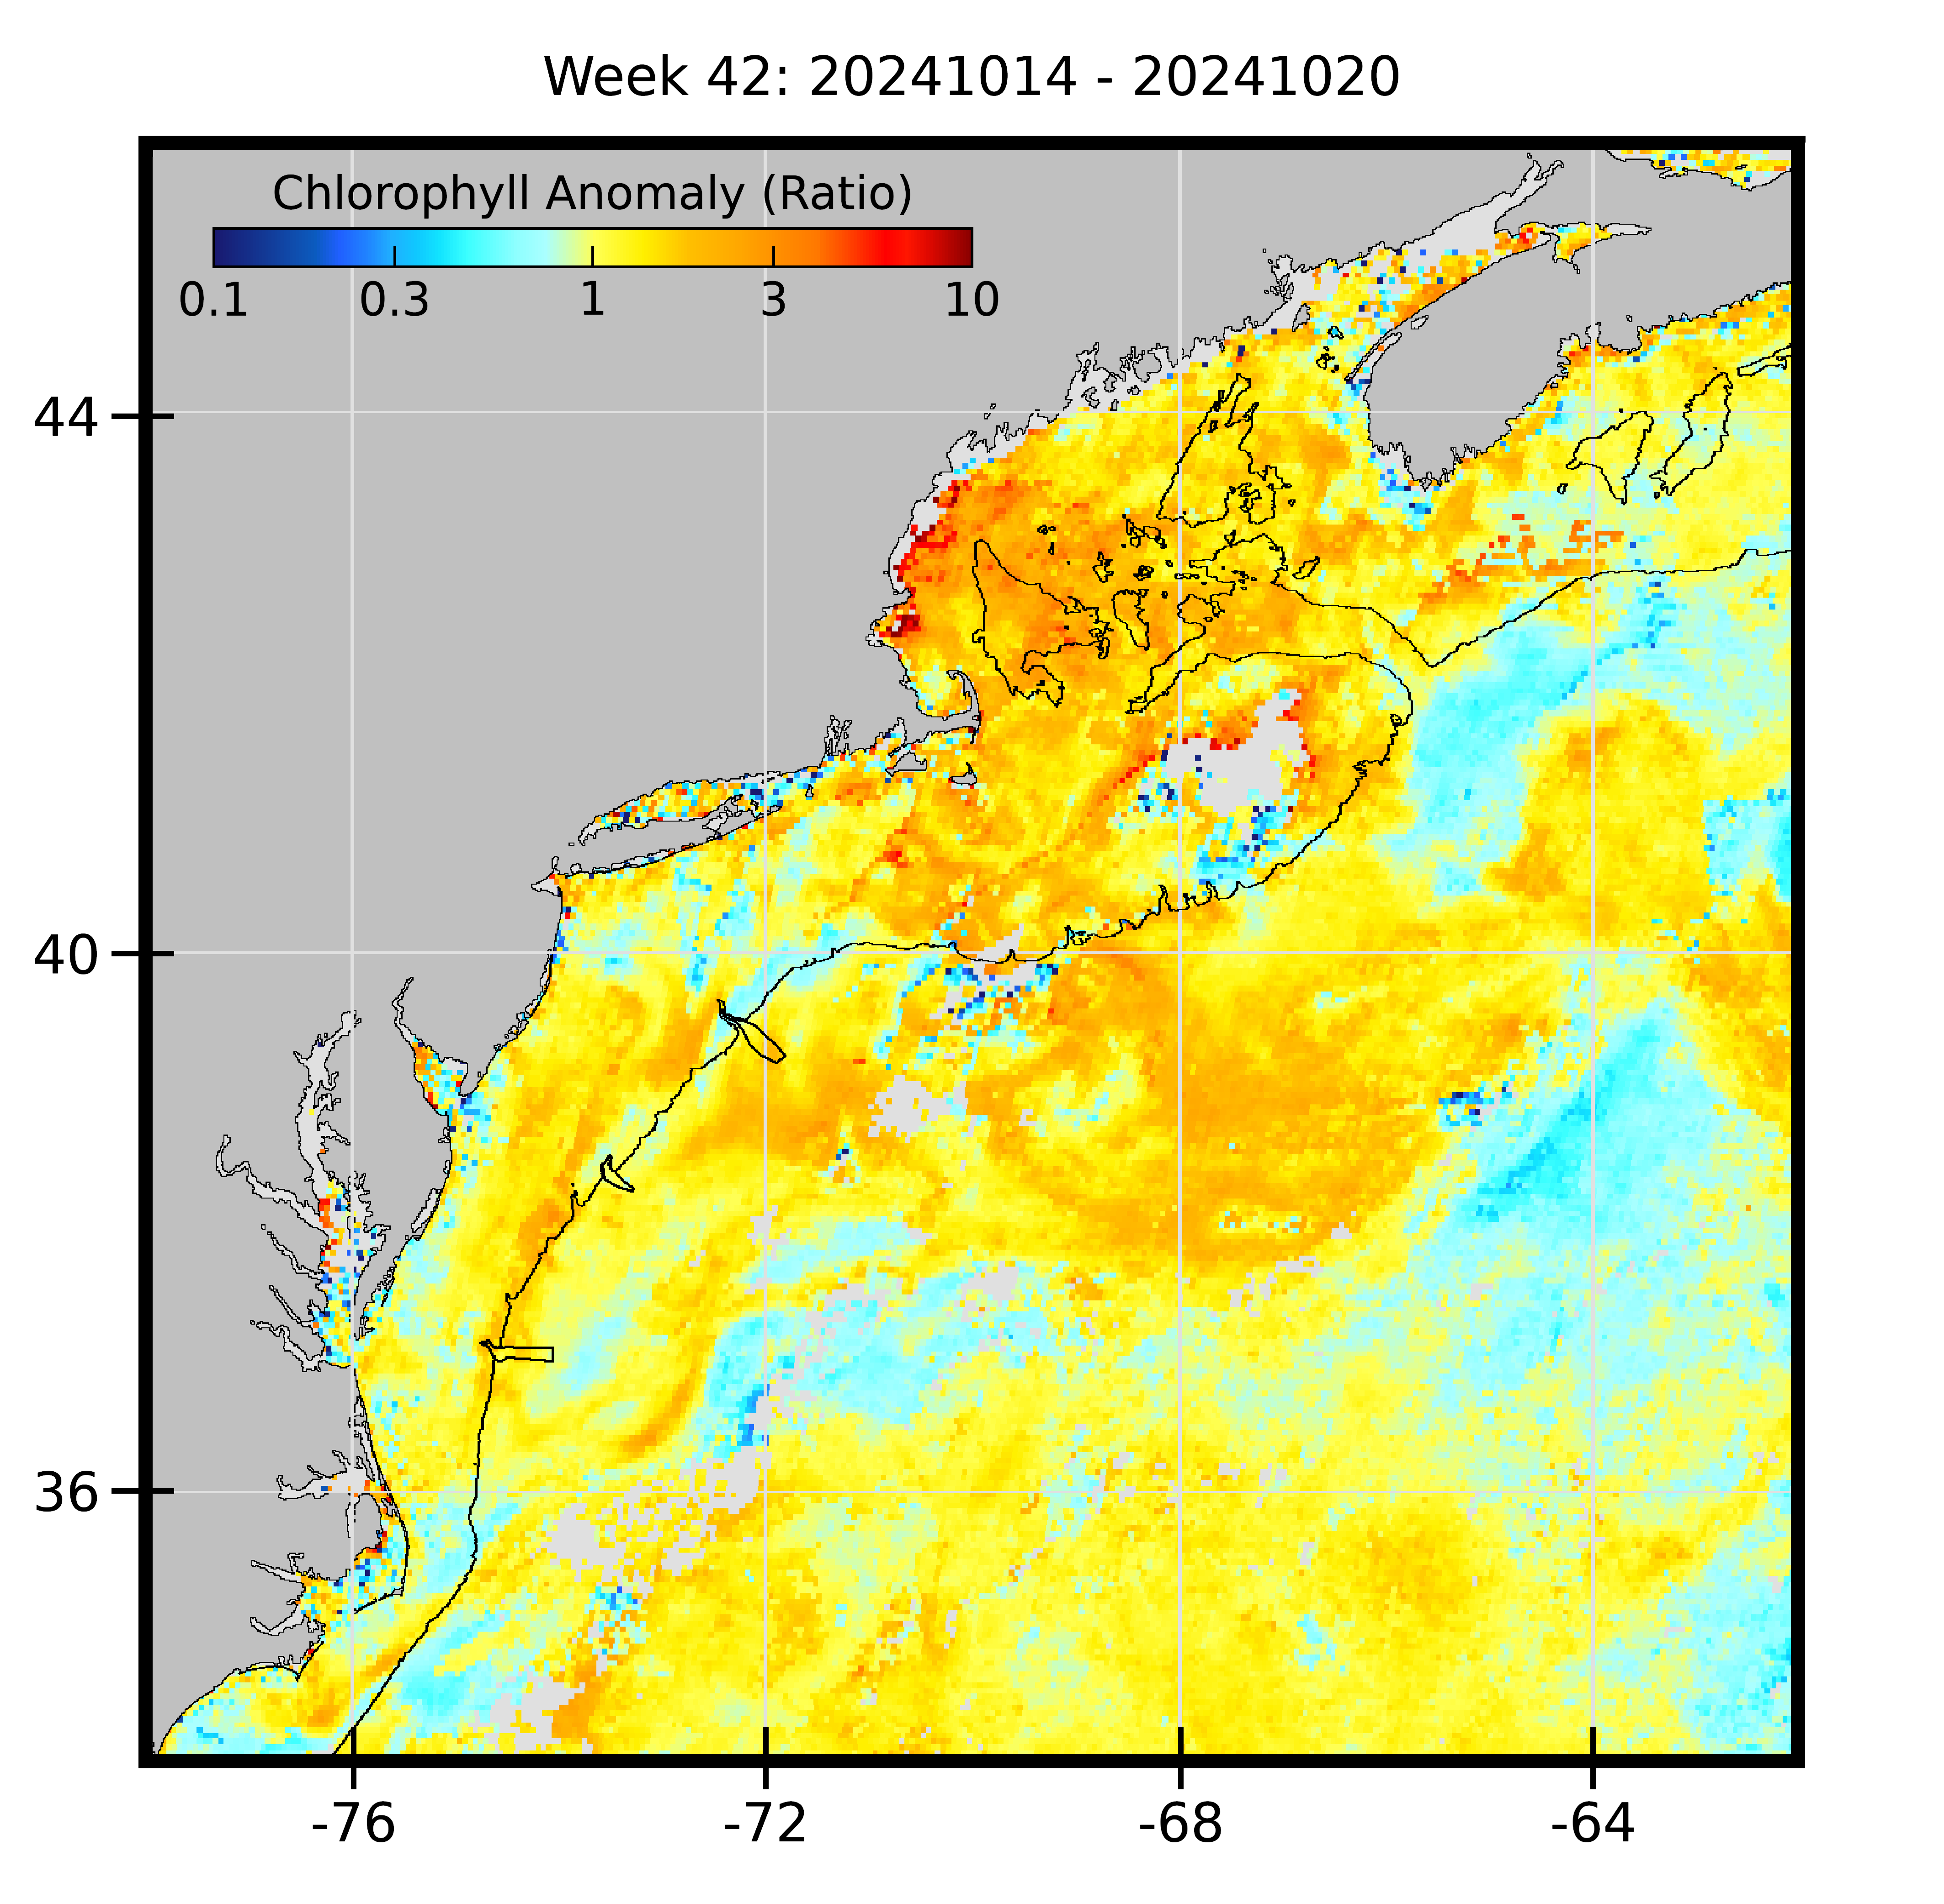 Week 42: 20241014 - 20241020
Chlorophyll Anomaly (Ratio)
0.1 0.3 1 3 10
44
40
36
-76 -72 -68 -64